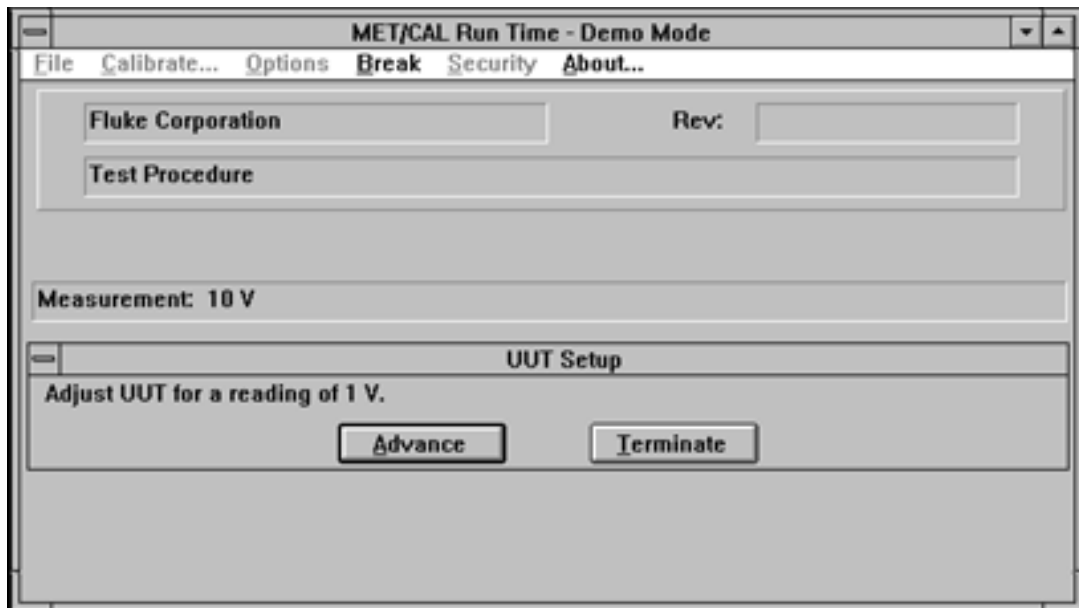 MET/CAL Run Time - Demo Mode
File Calibrate... Options Break Security About...
Fluke Corporation Rev:
Test Procedure
Measurement: 10 V
UUT Setup
Adjust UUT for a reading of 1 V.
Advance Terminate